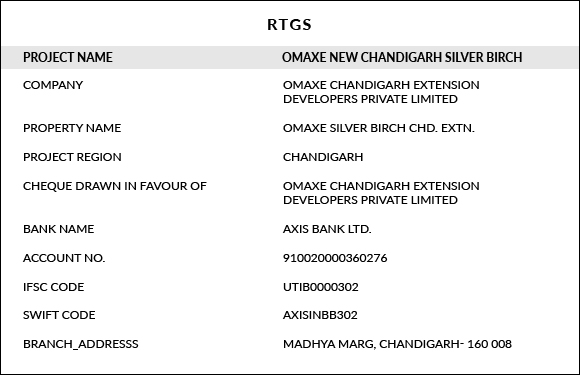 RTGS
PROJECT NAME OMAXE NEW CHANDIGARH SILVER BIRCH
COMPANY OMAXE CHANDIGARH EXTENSION
DEVELOPERS PRIVATE LIMITED
PROPERTY NAME OMAXE SILVER BIRCH CHD. EXTN.
PROJECT REGION CHANDIGARH
CHEQUE DRAWN IN FAVOUR OF OMAXE CHANDIGARH EXTENSION
DEVELOPERS PRIVATE LIMITED
BANK NAME AXIS BANK LTD.
ACCOUNT NO. 910020000360276
IFSC CODE UTIB0000302
SWIFT CODE AXISINBB302
BRANCH_ADDRESSS MADHYA MARG, CHANDIGARH- 160 008